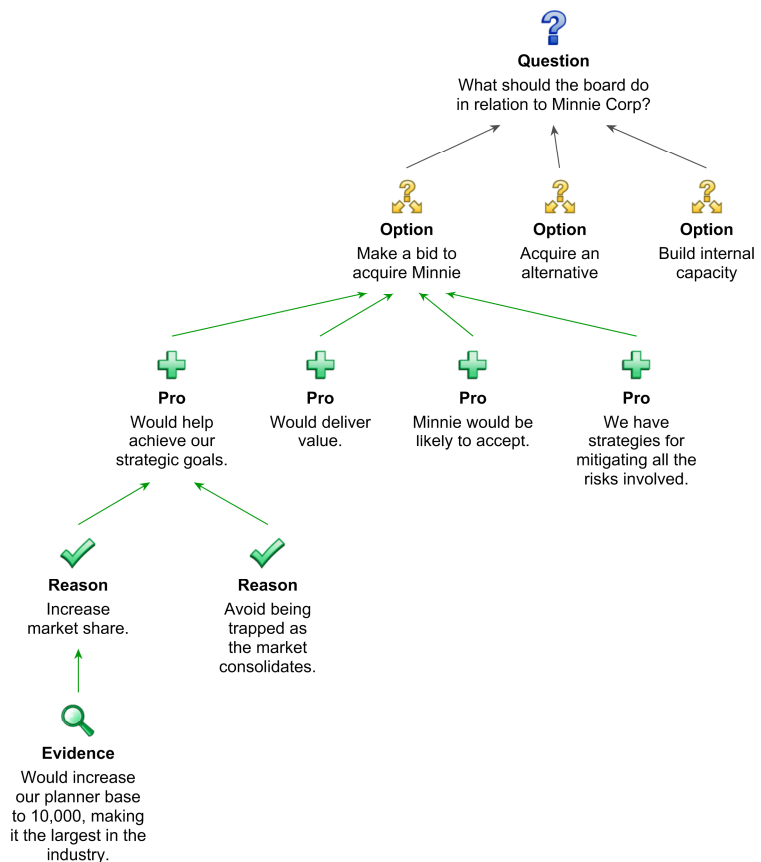 Question
What should the board do
in relation to Minnie Corp?
Option
Make a bid to
acquire Minnie
Option
Acquire an
alternative
Option
Build internal
capacity
Pro
Would help
achieve our
strategic goals.
Pro
Would deliver
value.
Pro
Minnie would be
likely to accept.
Pro
We have
strategies for
mitigating all the
risks involved.
Reason
Increase
market share.
Reason
Avoid being
trapped as
the market
consolidates.
Evidence
Would increase
our planner base
to 10,000, making
it the largest in the
industry.